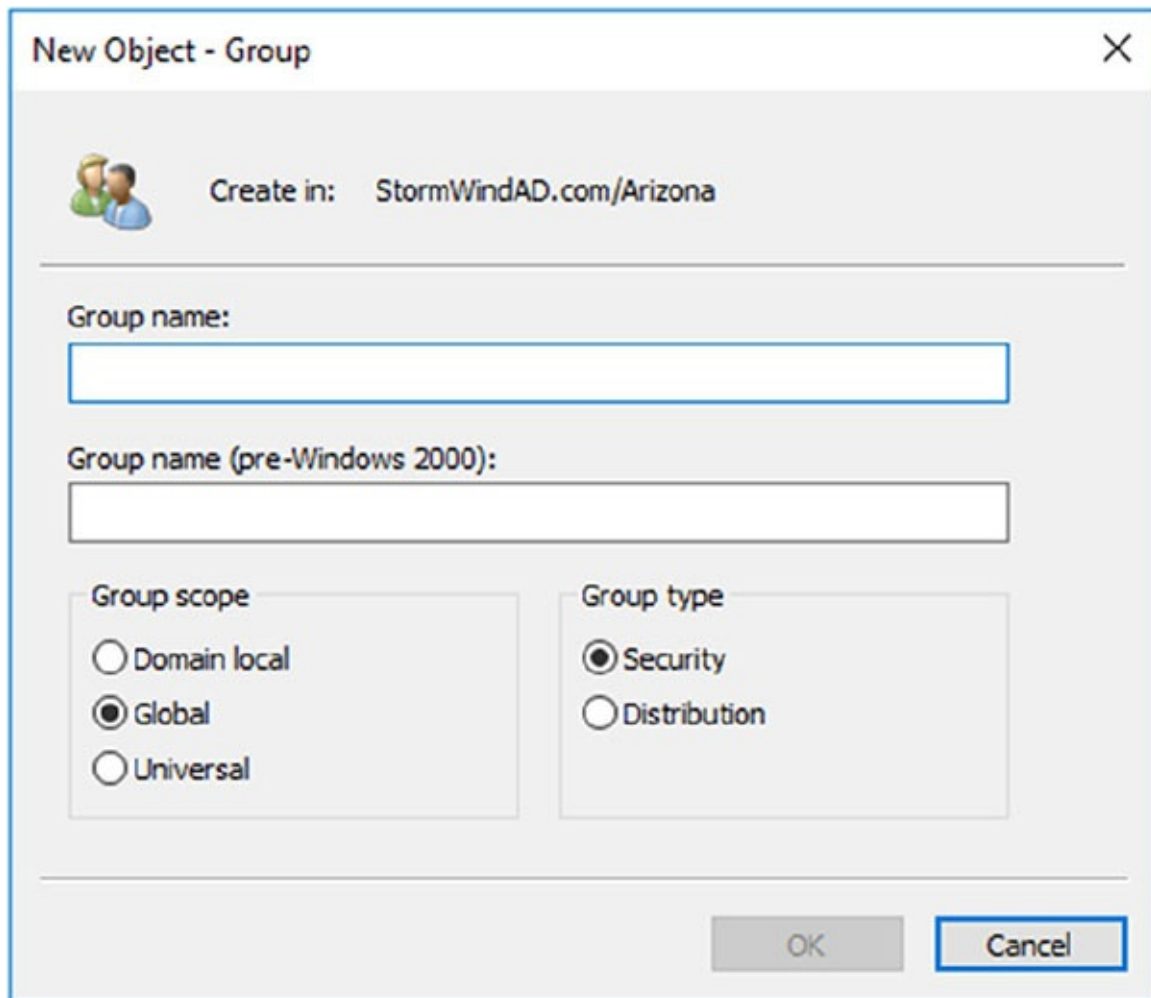 New Object - Group
Create in: StormWindAD.com/Arizona
Group name:
Group name (pre-Windows 2000):
Group scope
Domain local
Global
Universal
Group type
Security
Distribution
OK
Cancel